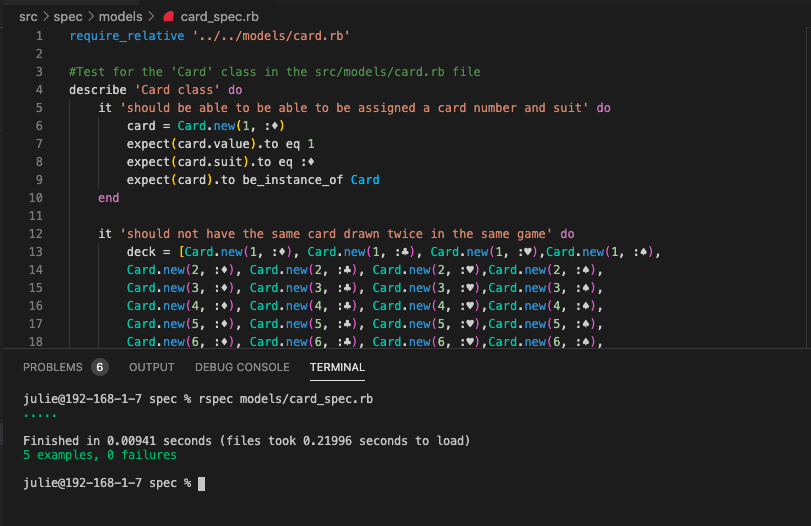 src > spec > models > card_spec.rb
1 require_relative '../../models/card.rb'
2
3 #Test for the 'Card' class in the src/models/card.rb file
4 describe 'Card class' do
5 it 'should be able to be able to be assigned a card number and suit' do
6 card = Card.new(1, :♦)
7 expect(card.value).to eq 1
8 expect(card.suit).to eq :♦
9 expect(card).to be_instance_of Card
10 end
11
12 it 'should not have the same card drawn twice in the same game' do
13 deck = [Card.new(1, :♦), Card.new(1, :♣), Card.new(1, :♥),Card.new(1, :♠),
14 Card.new(2, :♦), Card.new(2, :♣), Card.new(2, :♥),Card.new(2, :♠),
15 Card.new(3, :♦), Card.new(3, :♣), Card.new(3, :♥),Card.new(3, :♠),
16 Card.new(4, :♦), Card.new(4, :♣), Card.new(4, :♥),Card.new(4, :♠),
17 Card.new(5, :♦), Card.new(5, :♣), Card.new(5, :♥),Card.new(5, :♠),
18 Card.new(6, :♦), Card.new(6, :♣), Card.new(6, :♥),Card.new(6, :♠),
PROBLEMS 6 OUTPUT DEBUG CONSOLE TERMINAL
julie@192-168-1-7 spec % rspec models/card_spec.rb
.....
Finished in 0.00941 seconds (files took 0.21996 seconds to load)
5 examples, 0 failures
julie@192-168-1-7 spec %